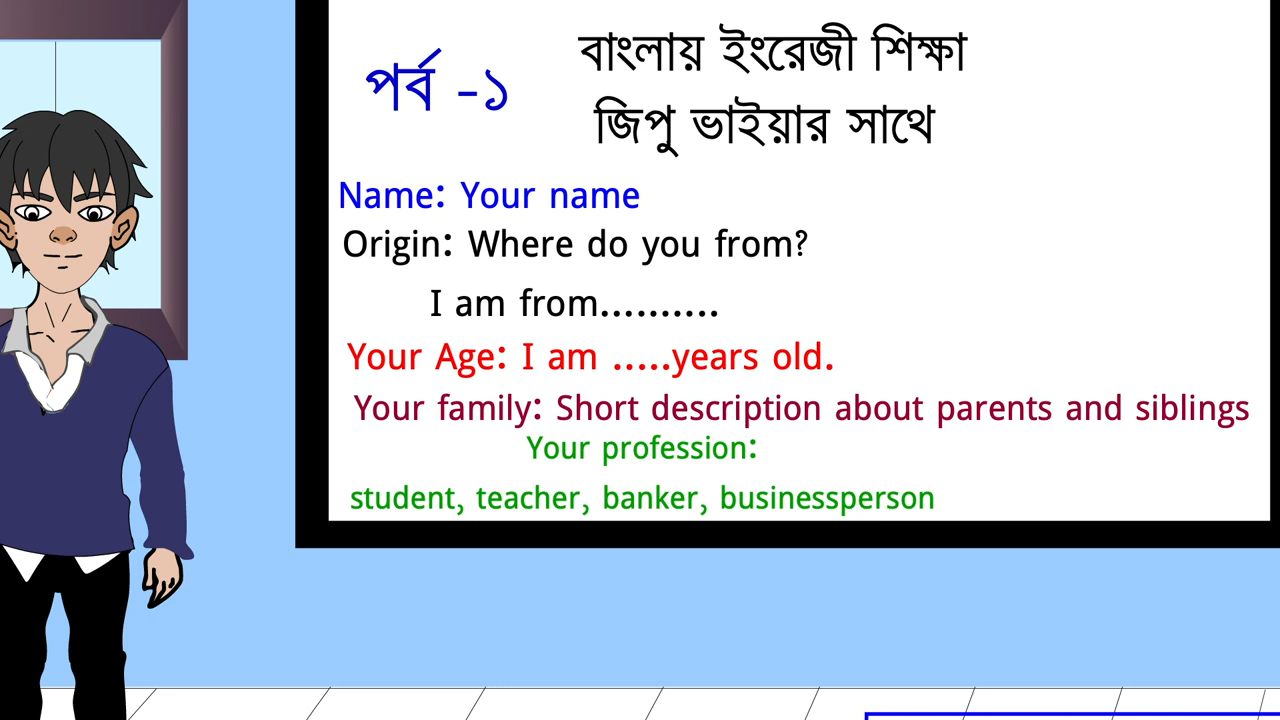 পর্ব -১
বাংলায় ইংরেজী শিক্ষা
জিপু ভাইয়ার সাথে
Name: Your name
Origin: Where do you from?
I am from..........
Your Age: I am .....years old.
Your family: Short description about parents and siblings
Your profession:
student, teacher, banker, businessperson